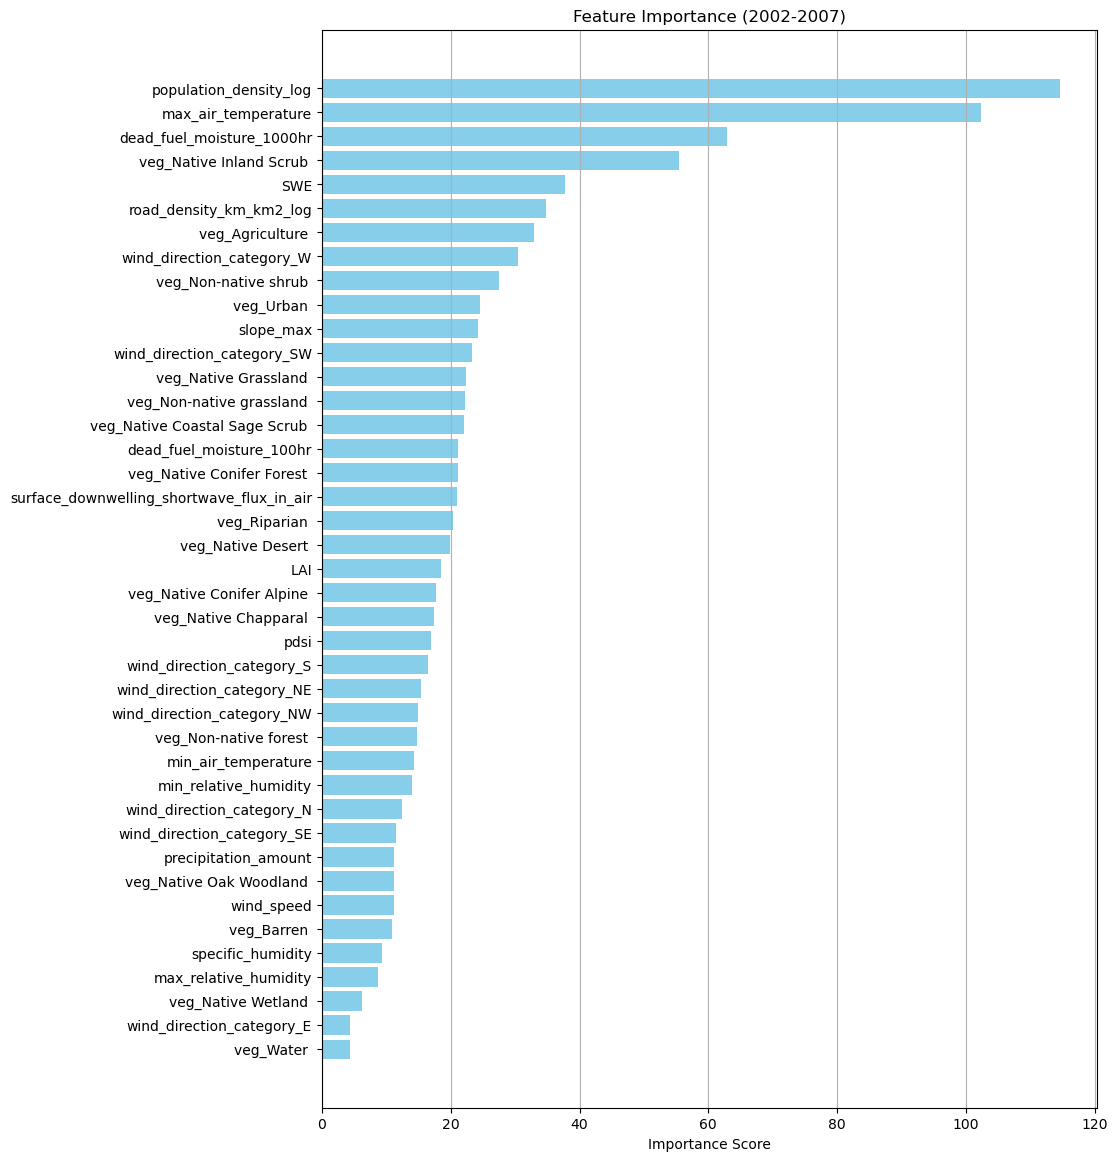 Feature Importance (2002-2007)
population_density_log
max_air_temperature
dead_fuel_moisture_1000hr
veg_Native Inland Scrub
SWE
road_density_km_km2_log
veg_Agriculture
wind_direction_category_W
veg_Non-native shrub
veg_Urban
slope_max
wind_direction_category_SW
veg_Native Grassland
veg_Non-native grassland
veg_Native Coastal Sage Scrub
dead_fuel_moisture_100hr
veg_Native Conifer Forest
surface_downwelling_shortwave_flux_in_air
veg_Riparian
veg_Native Desert
LAI
veg_Native Conifer Alpine
veg_Native Chapparal
pdsi
wind_direction_category_S
wind_direction_category_NE
wind_direction_category_NW
veg_Non-native forest
min_air_temperature
min_relative_humidity
wind_direction_category_N
wind_direction_category_SE
precipitation_amount
veg_Native Oak Woodland
wind_speed
veg_Barren
specific_humidity
max_relative_humidity
veg_Native Wetland
wind_direction_category_E
veg_Water
0 20 40 60 80 100 120
Importance Score